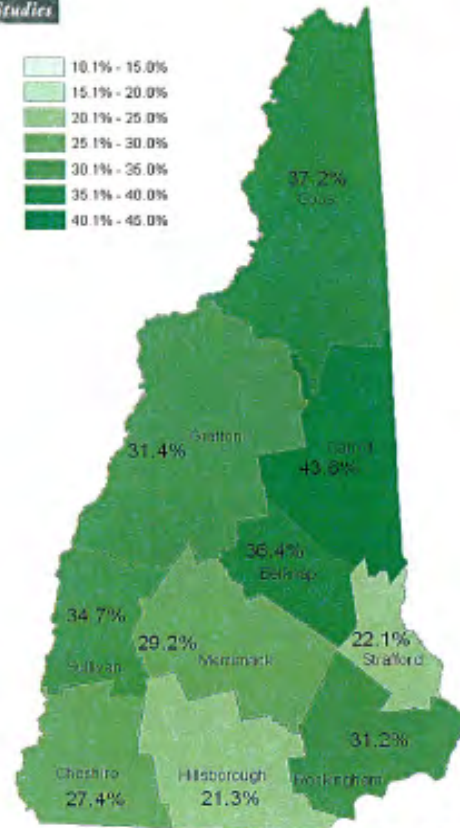 Studies
10.1% - 15.0%
15.1% - 20.0%
20.1% - 25.0%
25.1% - 30.0%
30.1% - 35.0%
35.1% - 40.0%
40.1% - 45.0%
37.2%
Coos
Grafton
31.4%
Carroll
43.6%
36.4%
Belknap
34.7%
Sullivan
29.2%
Merrimack
22.1%
Strafford
31.2%
Rockingham
Cheshire
27.4%
Hillsborough
21.3%